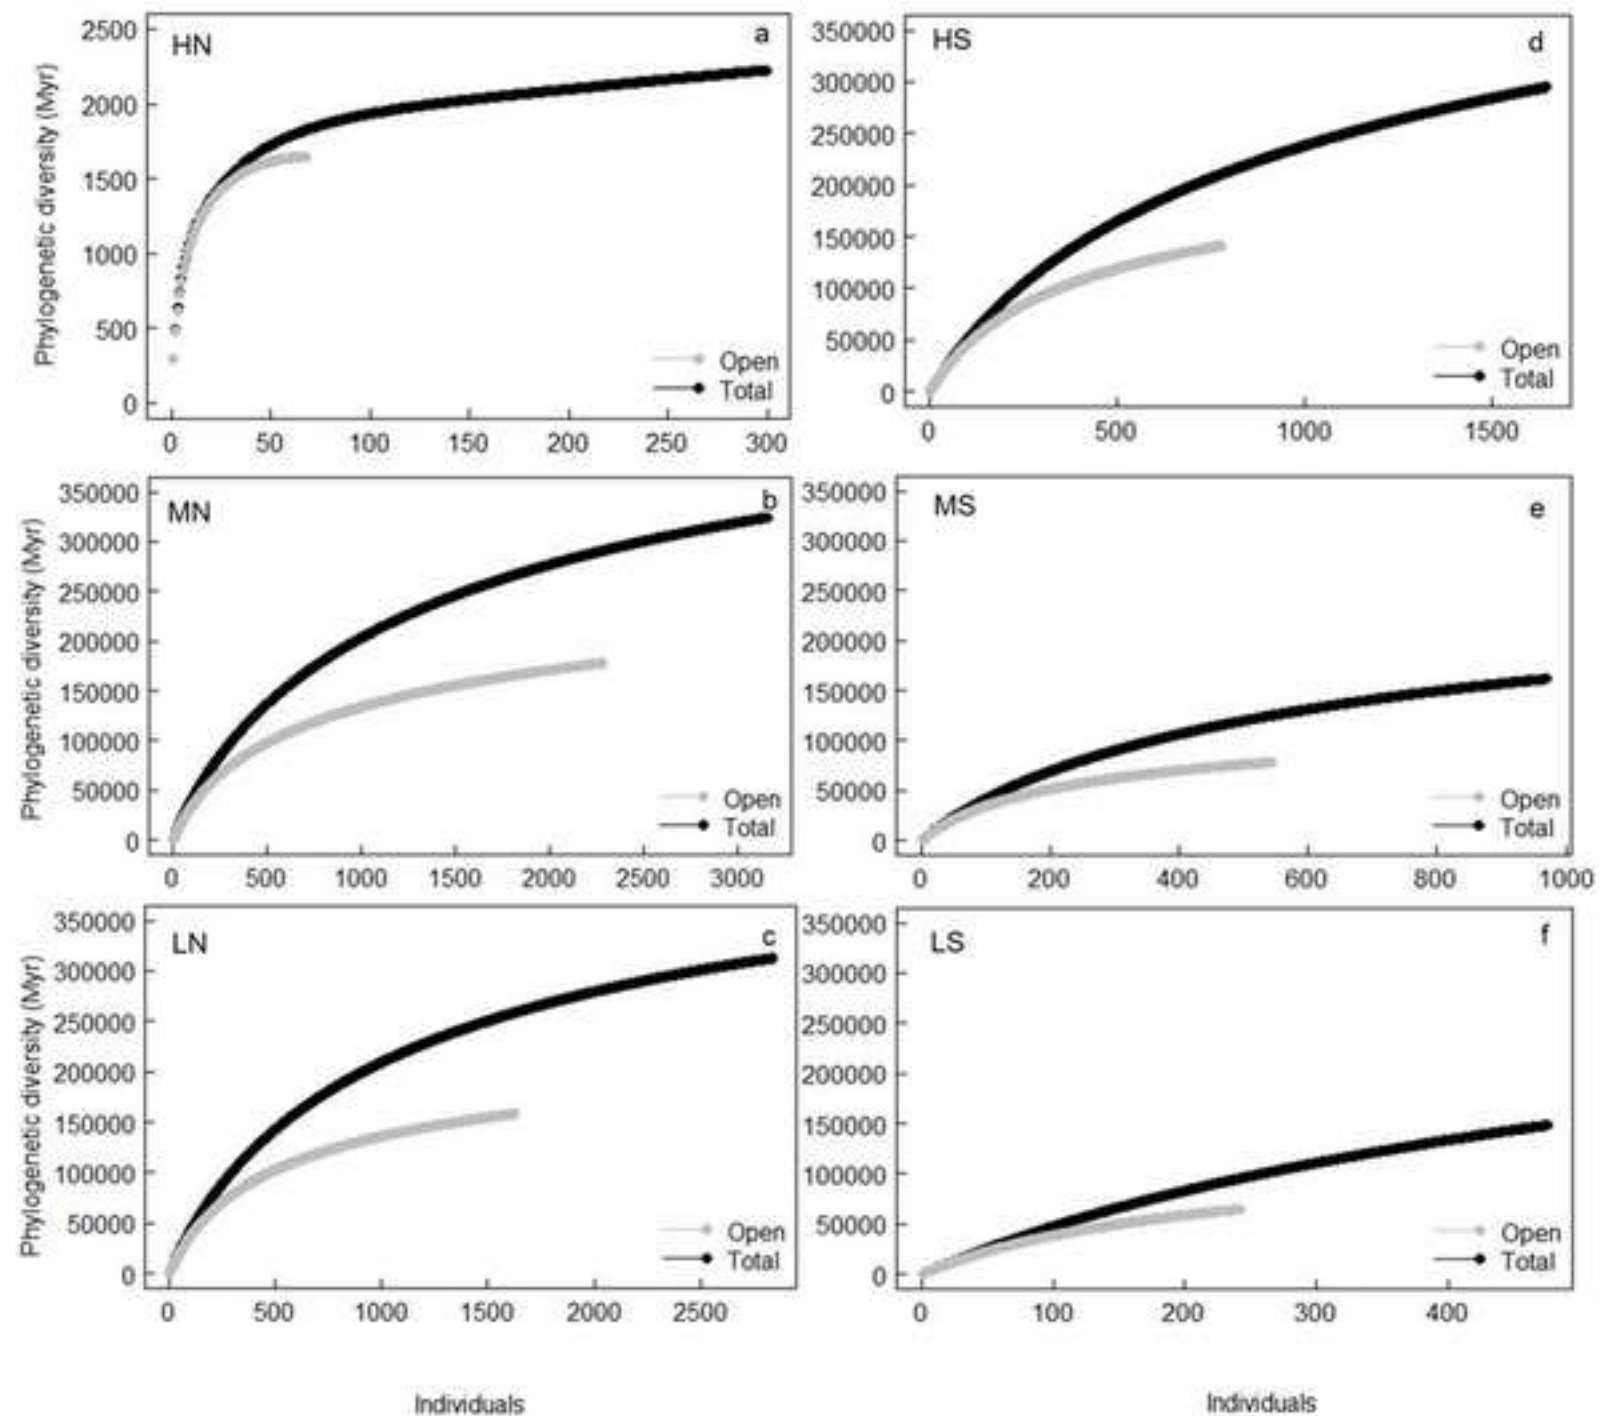 HN
a
Phylogenetic diversity (Myr)
2500
2000
1500
1000
500
0
Open
Total
0 50 100 150 200 250 300
HS
d
350000
300000
250000
200000
150000
100000
50000
0
Open
Total
0 500 1000 1500
MN
b
Phylogenetic diversity (Myr)
350000
300000
250000
200000
150000
100000
50000
0
Open
Total
0 500 1000 1500 2000 2500 3000
MS
e
350000
300000
250000
200000
150000
100000
50000
0
Open
Total
0 200 400 600 800 1000
LN
c
Phylogenetic diversity (Myr)
350000
300000
250000
200000
150000
100000
50000
0
Open
Total
0 500 1000 1500 2000 2500
LS
f
350000
300000
250000
200000
150000
100000
50000
0
Open
Total
0 100 200 300 400
Individuals
Individuals